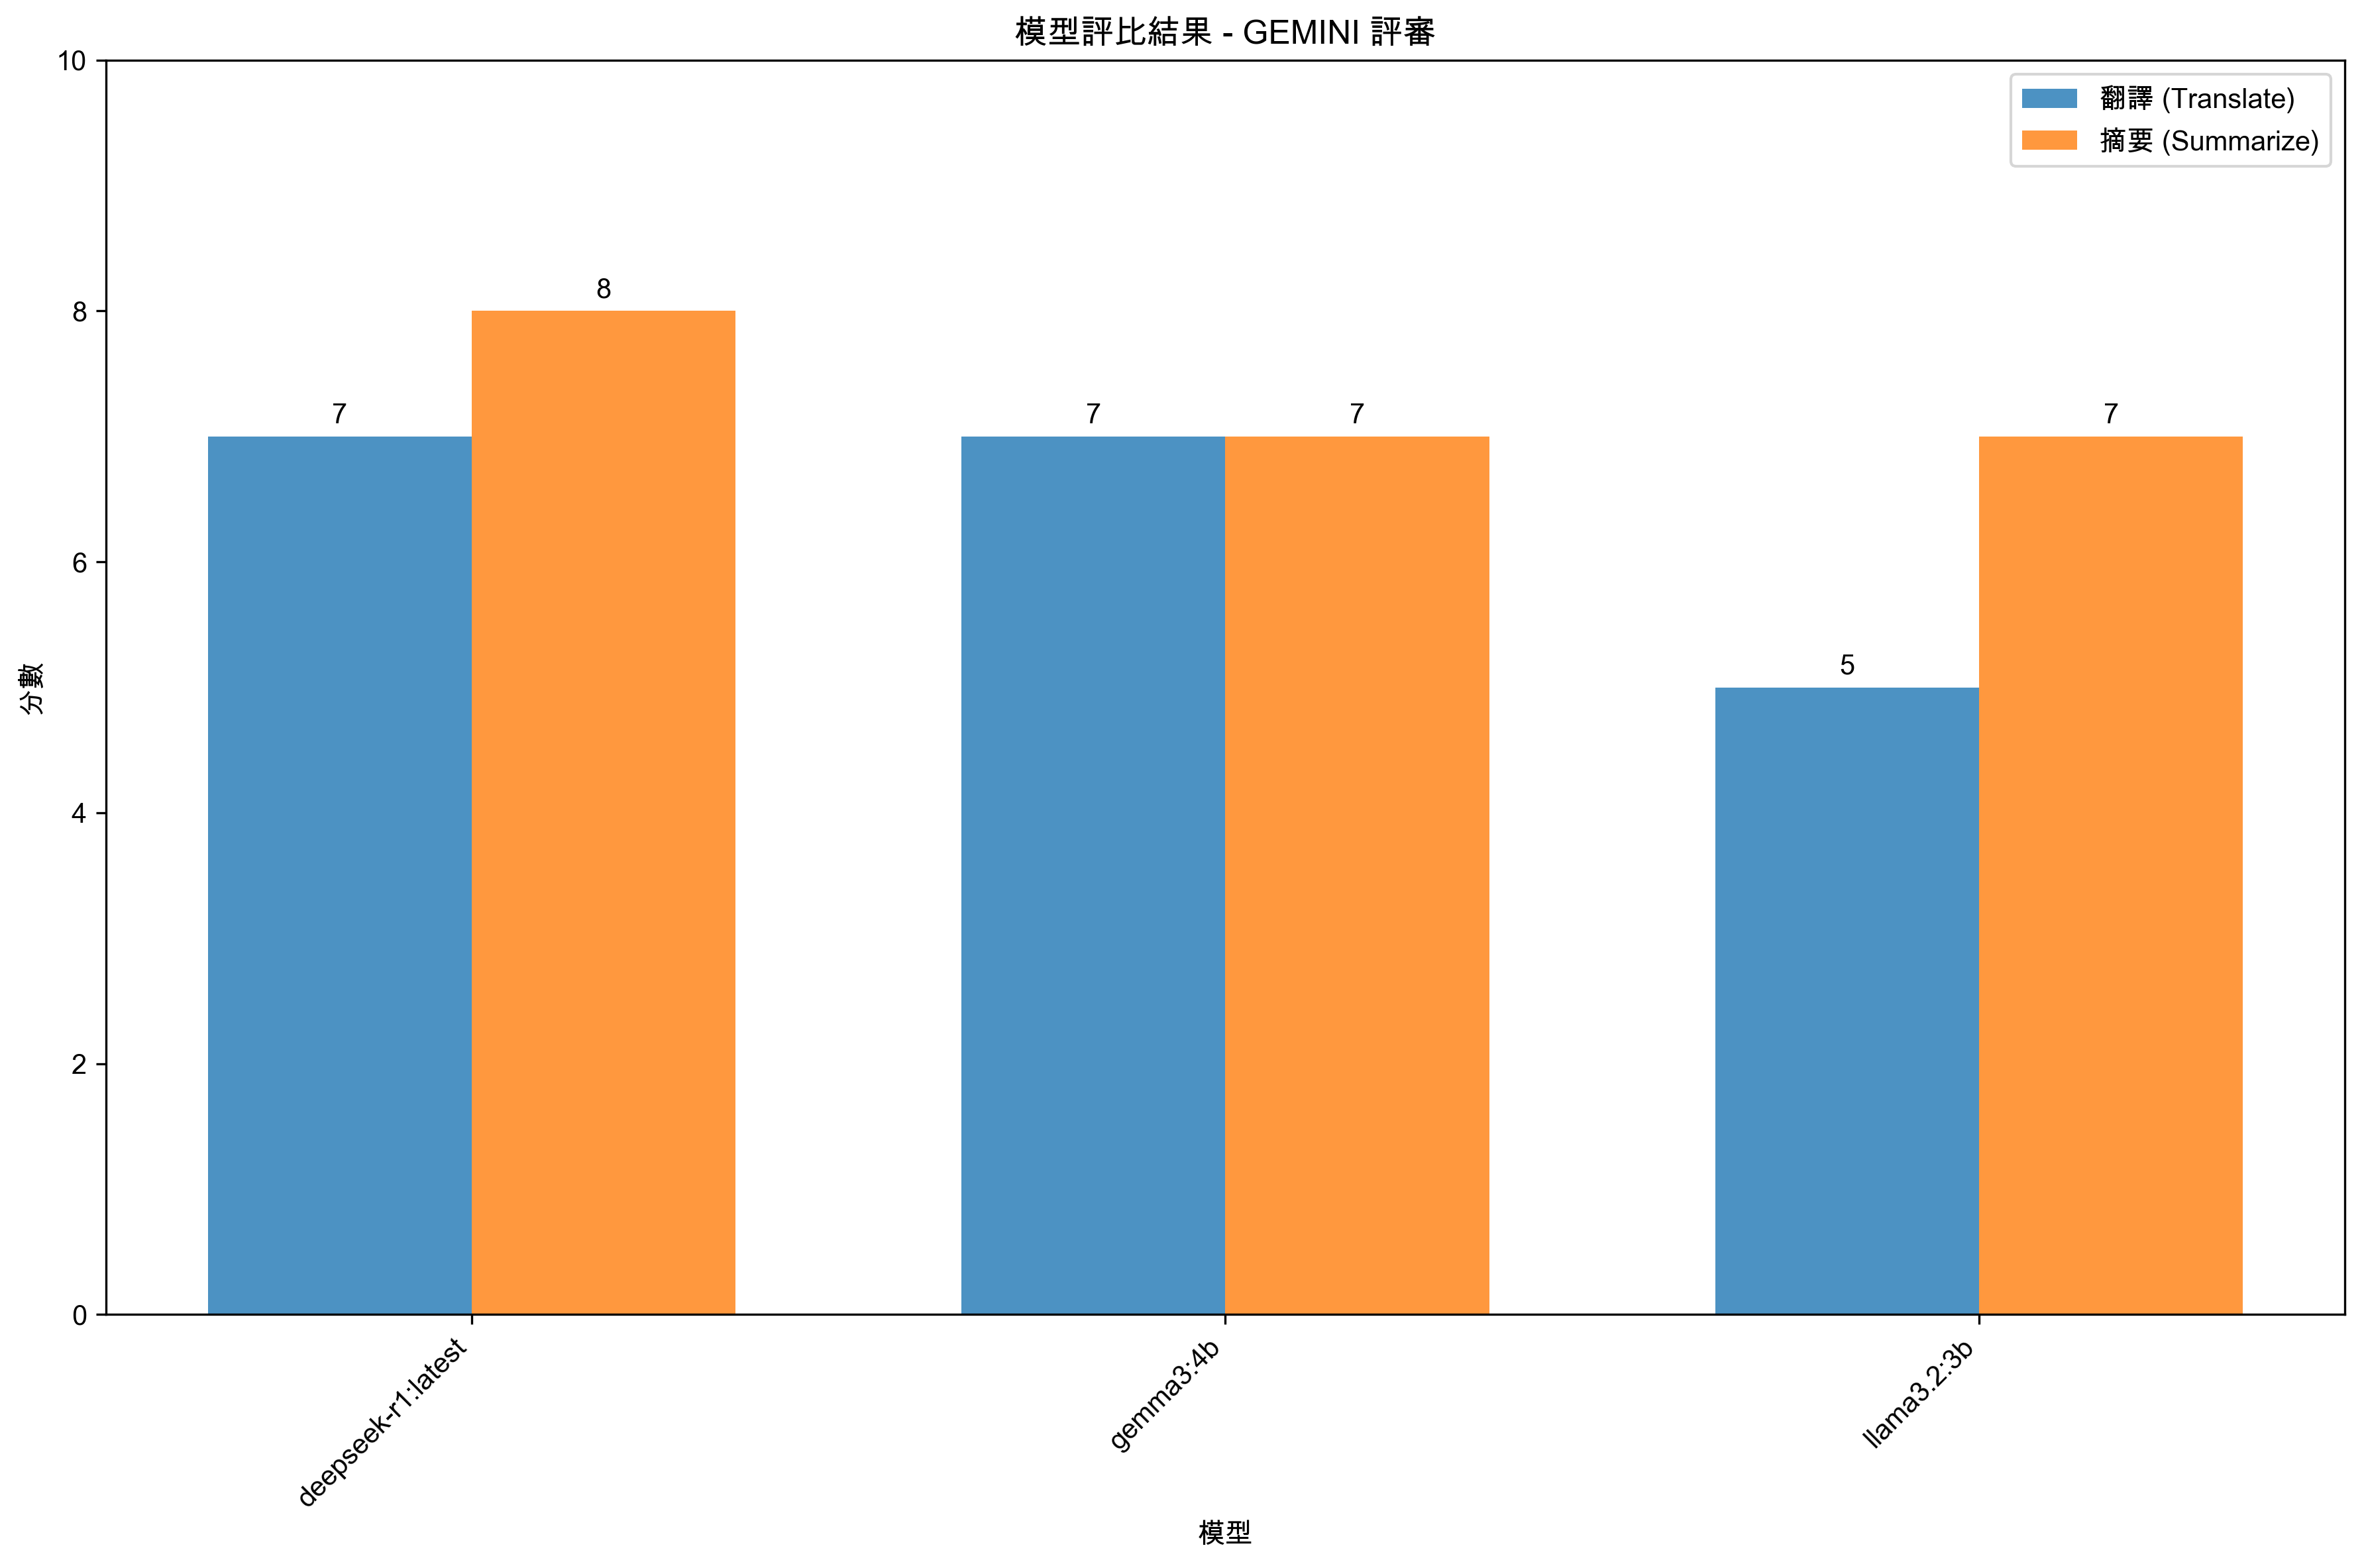 模型評比結果 - GEMINI 評審
翻譯 (Translate)
摘要 (Summarize)
分數
10
8
6
4
2
0
7
8
7
7
5
7
deepseek-r1:latest
gemma3:4b
llama3.2:3b
模型